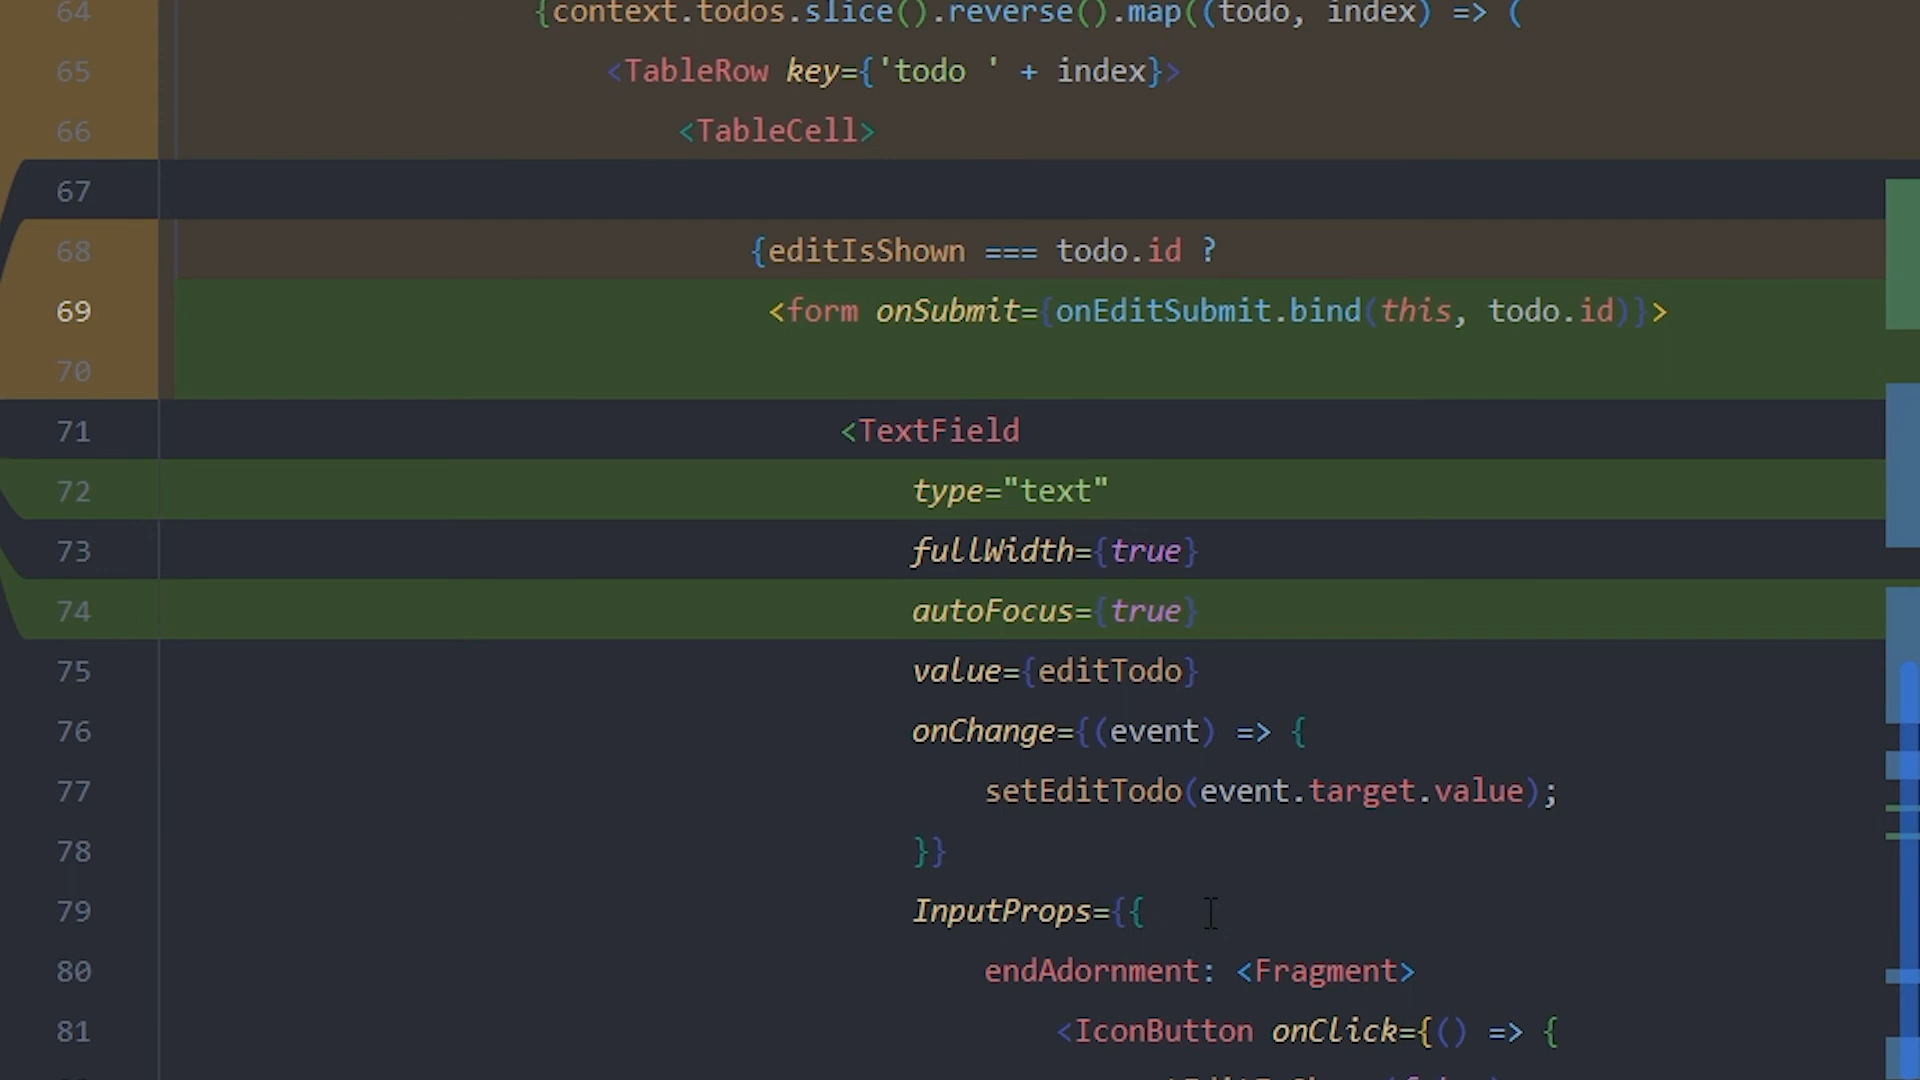 64 {context.todos.slice().reverse().map((todo, index) => (
65 <TableRow key={'todo ' + index}>
66 <TableCell>
67
68 {editIsShown === todo.id ?
69 <form onSubmit={onEditSubmit.bind(this, todo.id)}>
70
71 <TextField
72 type="text"
73 fullWidth={true}
74 autoFocus={true}
75 value={editTodo}
76 onChange={(event) => {
77 setEditTodo(event.target.value);
78 }}
79 InputProps={{
80 endAdornment: <Fragment>
81 <IconButton onClick={() => {